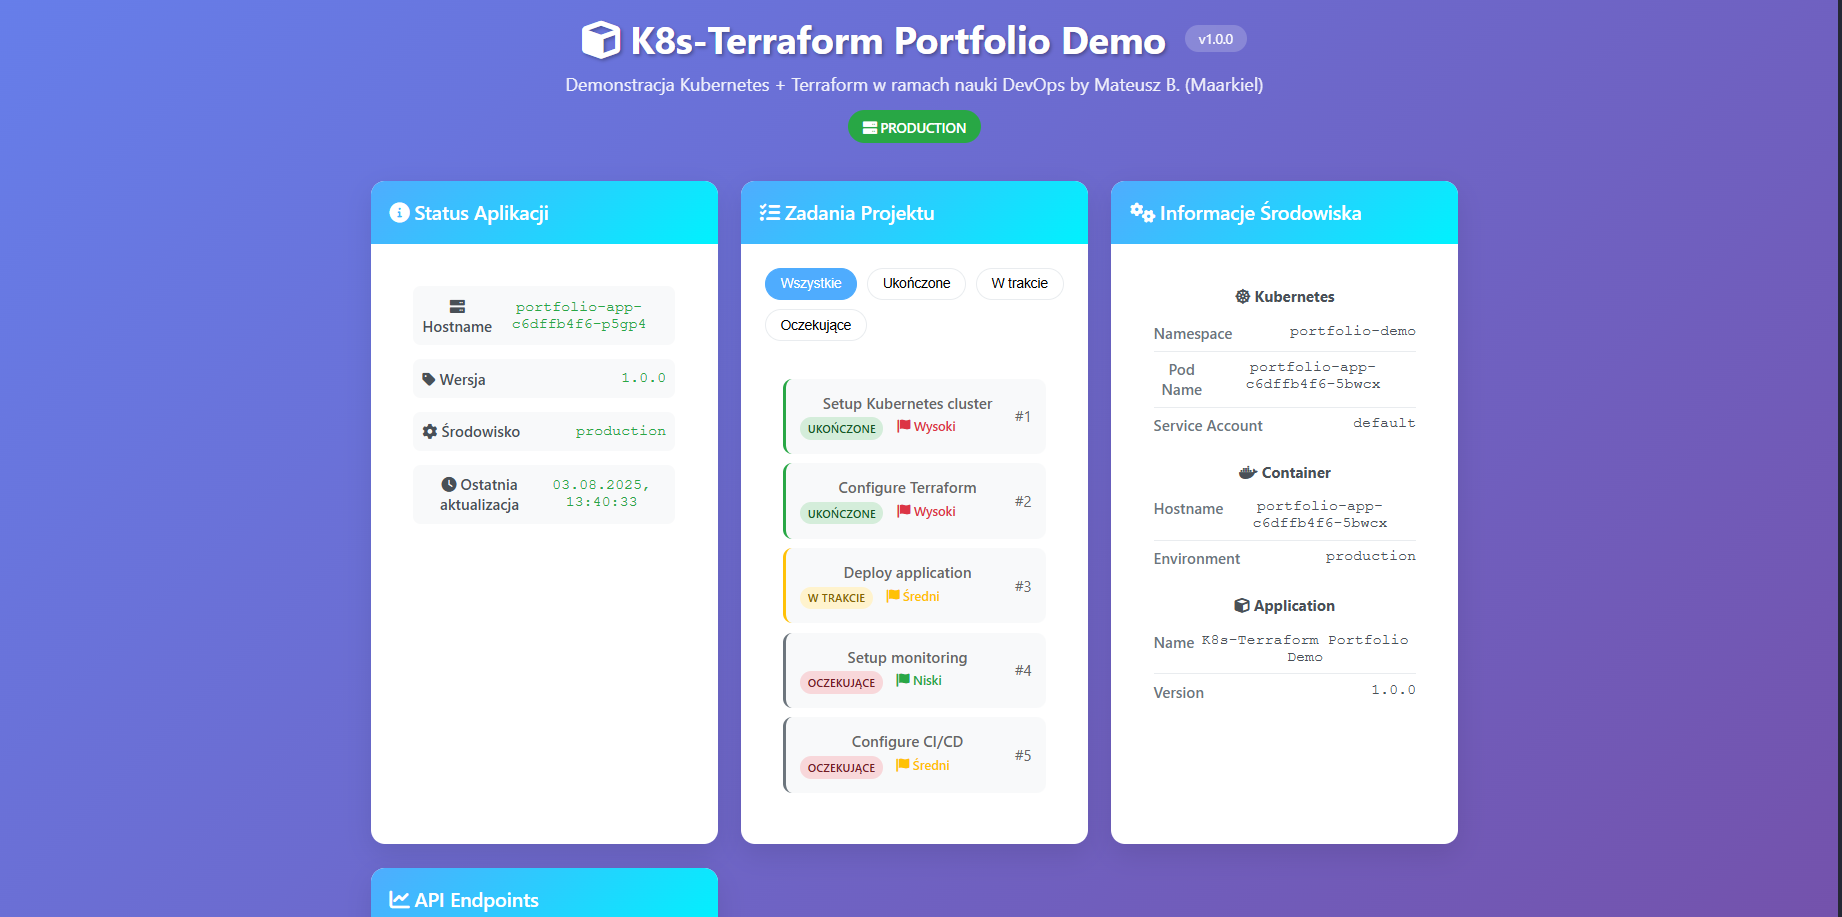 K8s-Terraform Portfolio Demo v1.0.0
Demonstracja Kubernetes + Terraform w ramach nauki DevOps by Mateusz B. (Maarkiel)
PRODUCTION
Status Aplikacji
Hostname
portfolio-app-
c6dffb4f6-p5gp4
Wersja 1.0.0
Środowisko production
Ostatnia
aktualizacja
03.08.2025,
13:40:33
Zadania Projektu
Wszystkie Ukończone W trakcie
Oczekujące
Setup Kubernetes cluster
UKOŃCZONE Wysoki
#1
Configure Terraform
UKOŃCZONE Wysoki
#2
Deploy application
W TRAKCIE Średni
#3
Setup monitoring
OCZEKUJĄCE Niski
#4
Configure CI/CD
OCZEKUJĄCE Średni
#5
Informacje Środowiska
Kubernetes
Namespace portfolio-demo
Pod
Name
portfolio-app-
c6dffb4f6-5bwcx
Service Account default
Container
Hostname
portfolio-app-
c6dffb4f6-5bwcx
Environment production
Application
Name
K8s-Terraform Portfolio
Demo
Version 1.0.0
API Endpoints